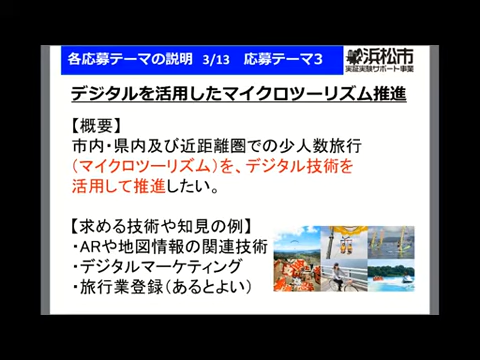 各応募テーマの説明 3/13 応募テーマ3
浜松市
実証実験サポート事業
デジタルを活用したマイクロツーリズム推進
【概要】
市内・県内及び近距離圏での少人数旅行
(マイクロツーリズム)を、デジタル技術を
活用して推進したい。
【求める技術や知見の例】
・ARや地図情報の関連技術
・デジタルマーケティング
・旅行業登録(あるとよい)